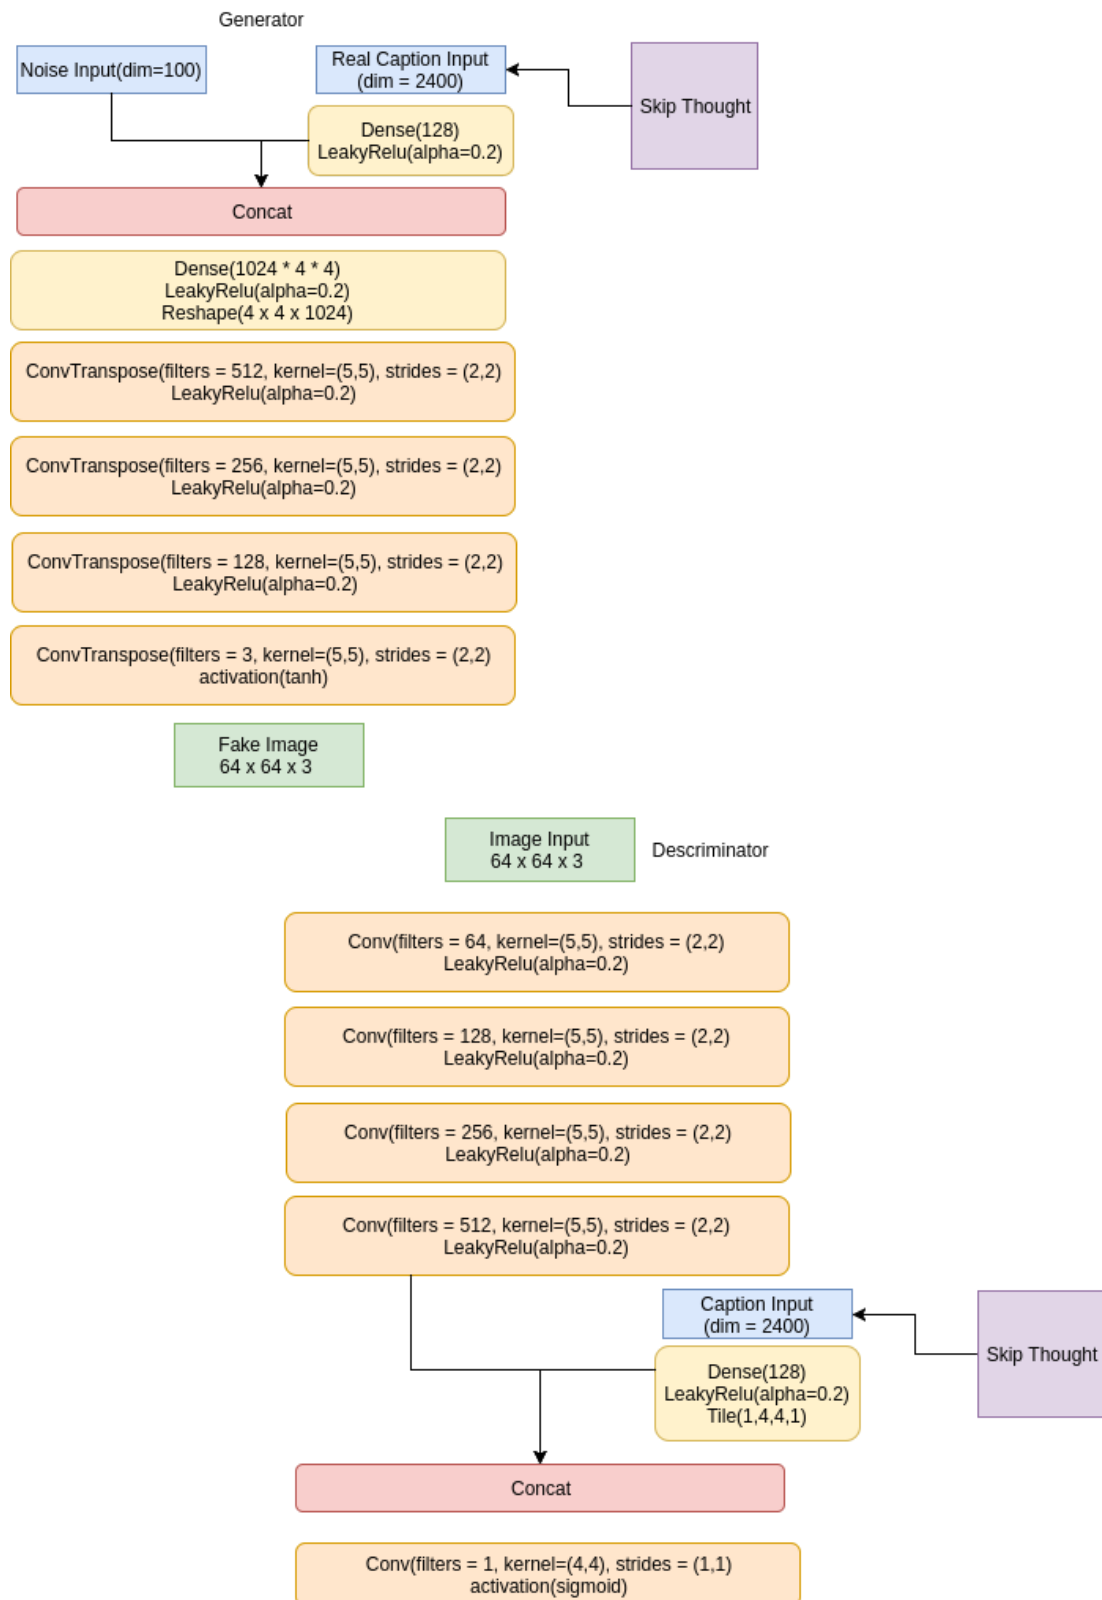 Generator
Noise Input(dim=100)
Real Caption Input
(dim = 2400)
Skip Thought
Dense(128)
LeakyRelu(alpha=0.2)
Concat
Dense(1024 * 4 * 4)
LeakyRelu(alpha=0.2)
Reshape(4 x 4 x 1024)
ConvTranspose(filters = 512, kernel=(5,5), strides = (2,2)
LeakyRelu(alpha=0.2)
ConvTranspose(filters = 256, kernel=(5,5), strides = (2,2)
LeakyRelu(alpha=0.2)
ConvTranspose(filters = 128, kernel=(5,5), strides = (2,2)
LeakyRelu(alpha=0.2)
ConvTranspose(filters = 3, kernel=(5,5), strides = (2,2)
activation(tanh)
Fake Image
64 x 64 x 3
Image Input
64 x 64 x 3
Descriminator
Conv(filters = 64, kernel=(5,5), strides = (2,2)
LeakyRelu(alpha=0.2)
Conv(filters = 128, kernel=(5,5), strides = (2,2)
LeakyRelu(alpha=0.2)
Conv(filters = 256, kernel=(5,5), strides = (2,2)
LeakyRelu(alpha=0.2)
Conv(filters = 512, kernel=(5,5), strides = (2,2)
LeakyRelu(alpha=0.2)
Caption Input
(dim = 2400)
Skip Thought
Dense(128)
LeakyRelu(alpha=0.2)
Tile(1,4,4,1)
Concat
Conv(filters = 1, kernel=(4,4), strides = (1,1)
activation(sigmoid)